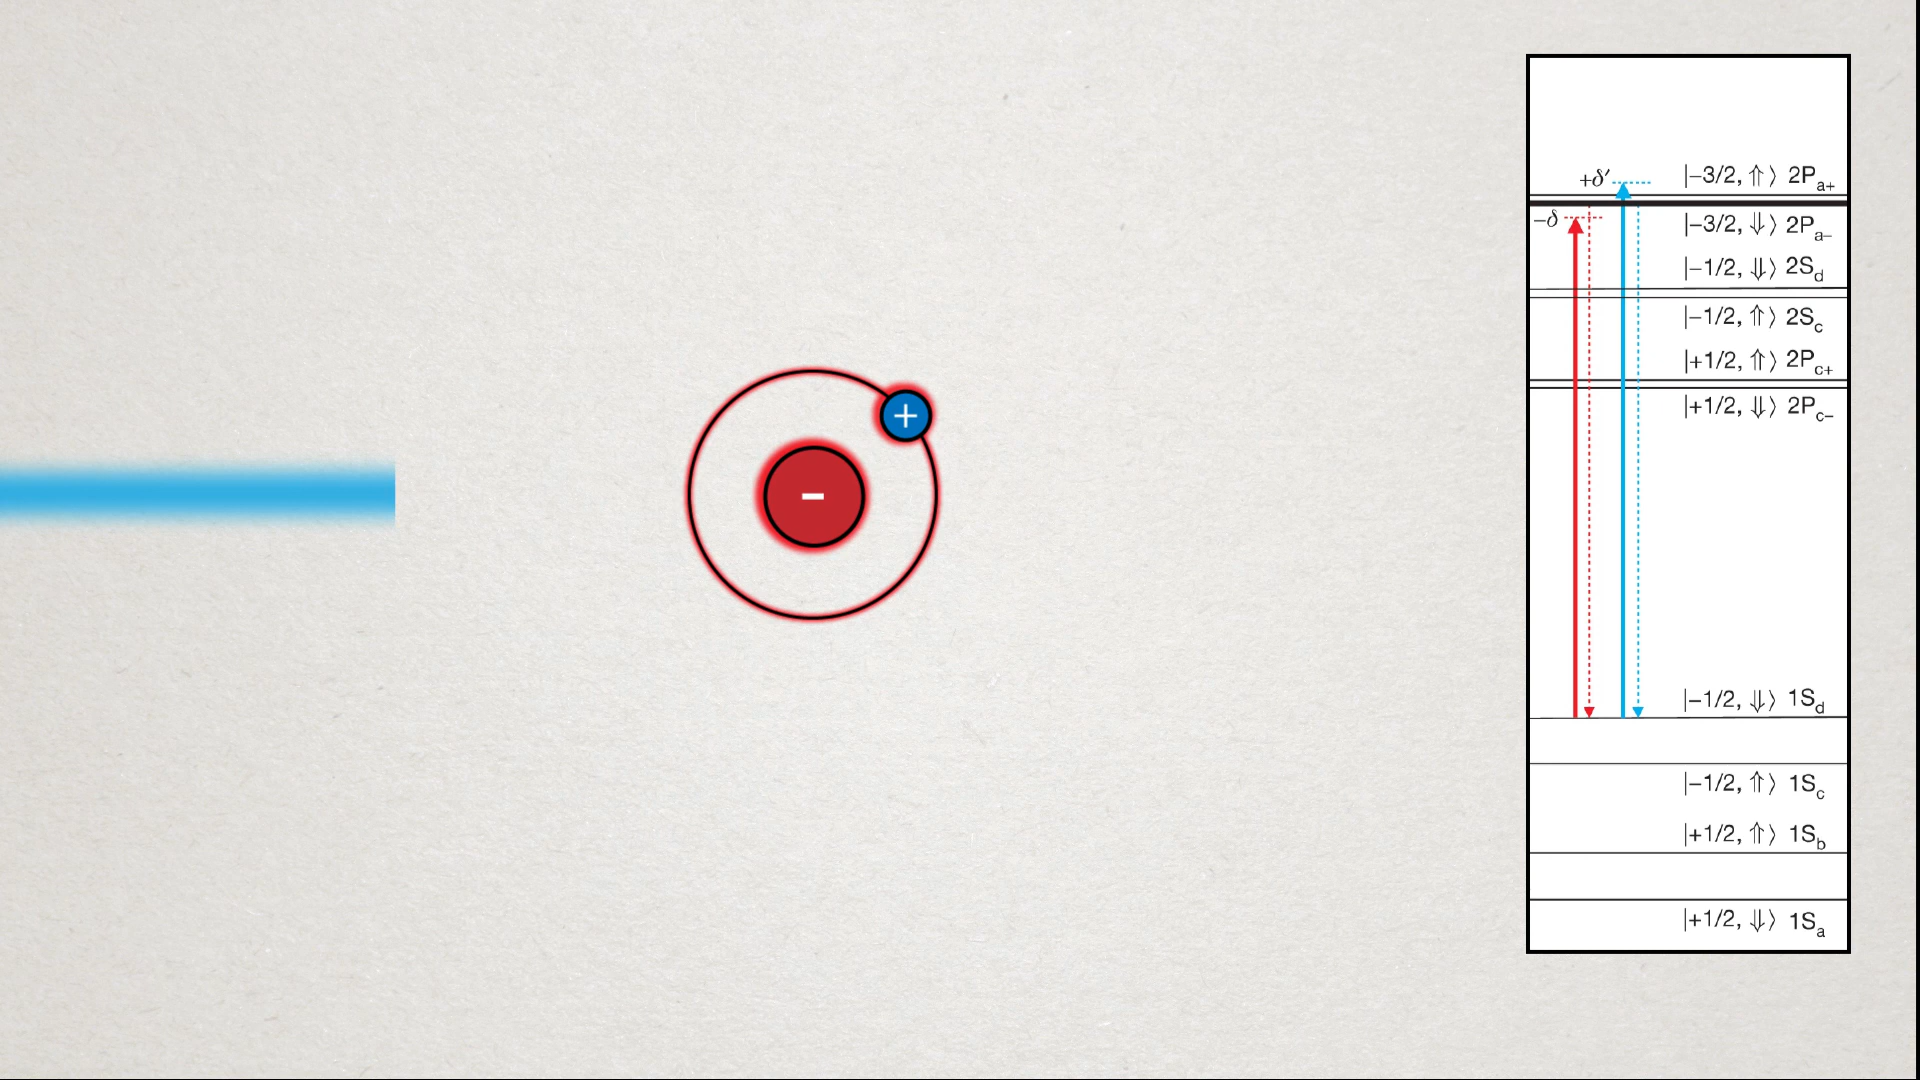 +
−
+δ′
|−3/2, ⇑⟩ 2Pa+
−δ
|−3/2, ⇓⟩ 2Pa−
|−1/2, ⇓⟩ 2Sd
|−1/2, ⇑⟩ 2Sc
|+1/2, ⇑⟩ 2Pc+
|+1/2, ⇓⟩ 2Pc−
|−1/2, ⇓⟩ 1Sd
|−1/2, ⇑⟩ 1Sc
|+1/2, ⇑⟩ 1Sb
|+1/2, ⇓⟩ 1Sa